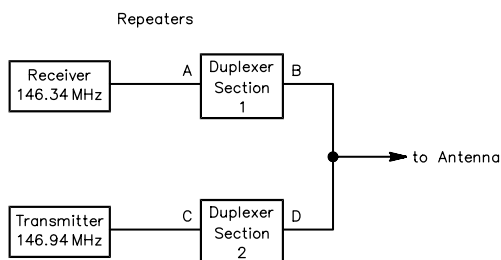 Repeaters
Receiver
146.34 MHz
A
Duplexer
Section
1
B
to Antenna
Transmitter
146.94 MHz
C
Duplexer
Section
2
D